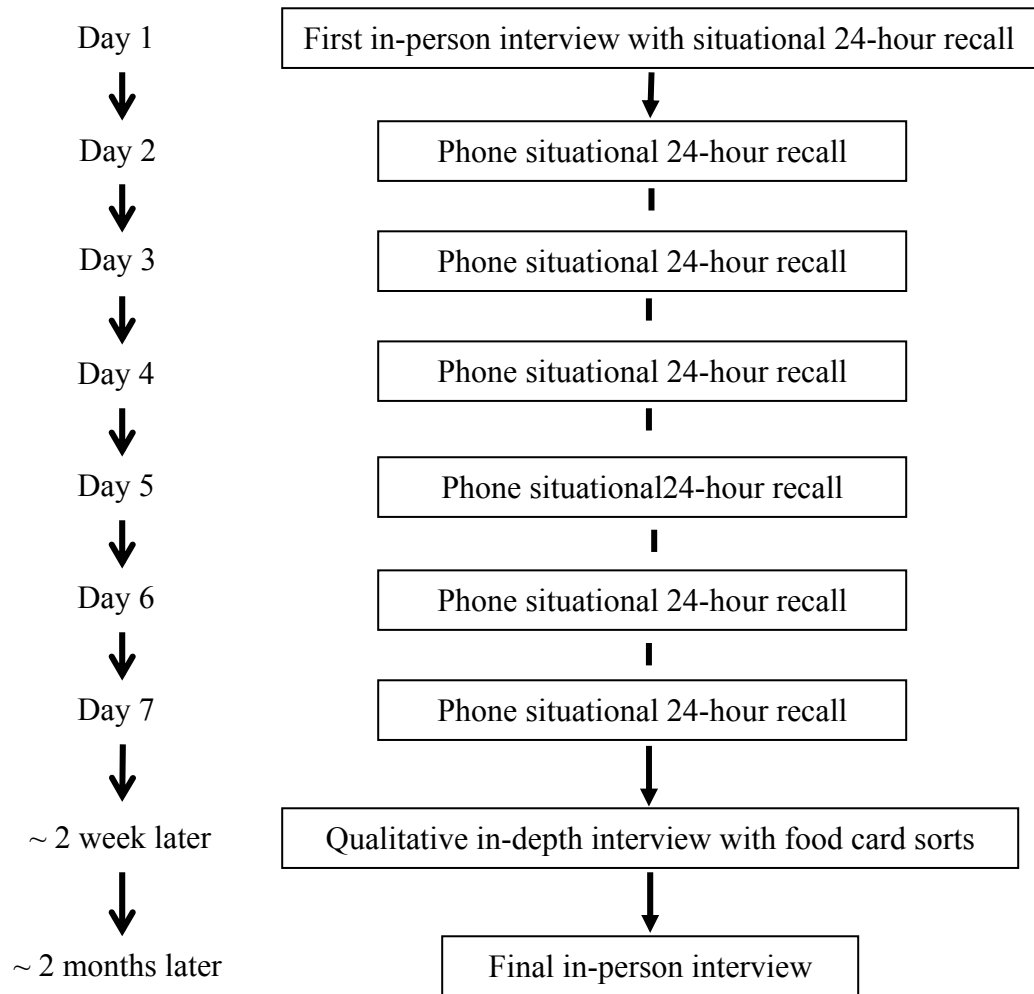 Day 1
First in-person interview with situational 24-hour recall
Day 2
Phone situational 24-hour recall
Day 3
Phone situational 24-hour recall
Day 4
Phone situational 24-hour recall
Day 5
Phone situational24-hour recall
Day 6
Phone situational 24-hour recall
Day 7
Phone situational 24-hour recall
~ 2 week later
Qualitative in-depth interview with food card sorts
~ 2 months later
Final in-person interview